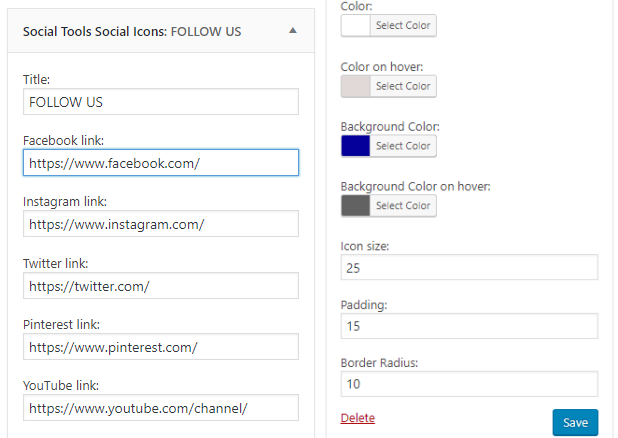 Social Tools Social Icons: FOLLOW US
Title:
FOLLOW US
Facebook link:
https://www.facebook.com/
Instagram link:
https://www.instagram.com/
Twitter link:
https://twitter.com/
Pinterest link:
https://www.pinterest.com/
YouTube link:
https://www.youtube.com/channel/
Color:
Select Color
Color on hover:
Select Color
Background Color:
Select Color
Background Color on hover:
Select Color
Icon size:
25
Padding:
15
Border Radius:
10
Delete
Save